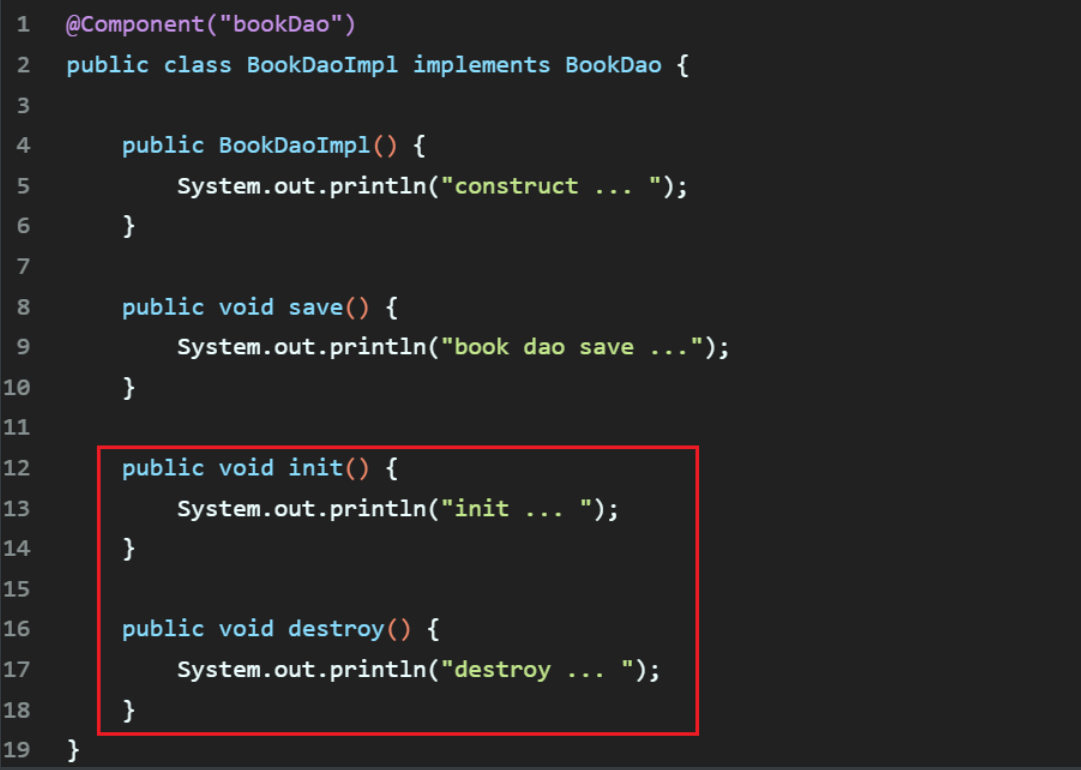 1 @Component("bookDao")
2 public class BookDaoImpl implements BookDao {
3
4     public BookDaoImpl() {
5         System.out.println("construct ... ");
6     }
7
8     public void save() {
9         System.out.println("book dao save ...");
10     }
11
12     public void init() {
13         System.out.println("init ... ");
14     }
15
16     public void destroy() {
17         System.out.println("destroy ... ");
18     }
19 }